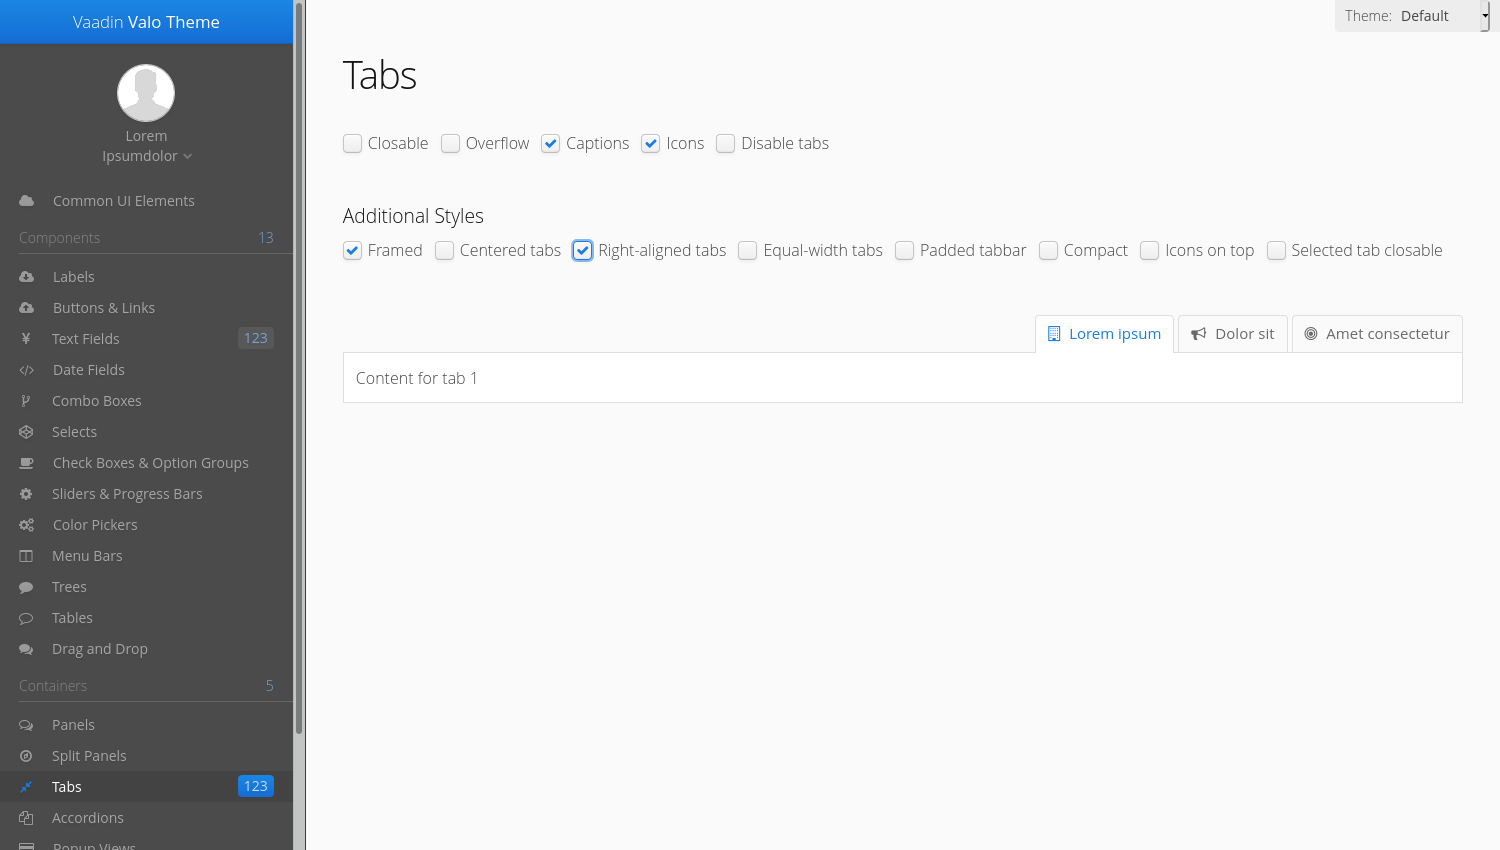 Vaadin Valo Theme
Lorem
Ipsumdolor
Common UI Elements
Components 13
Labels
Buttons & Links
Text Fields 123
Date Fields
Combo Boxes
Selects
Check Boxes & Option Groups
Sliders & Progress Bars
Color Pickers
Menu Bars
Trees
Tables
Drag and Drop
Containers 5
Panels
Split Panels
Tabs 123
Accordions
Popup Views
Theme: Default
Tabs
Closable Overflow Captions Icons Disable tabs
Additional Styles
Framed Centered tabs Right-aligned tabs Equal-width tabs Padded tabbar Compact Icons on top Selected tab closable
Lorem ipsum Dolor sit Amet consectetur
Content for tab 1